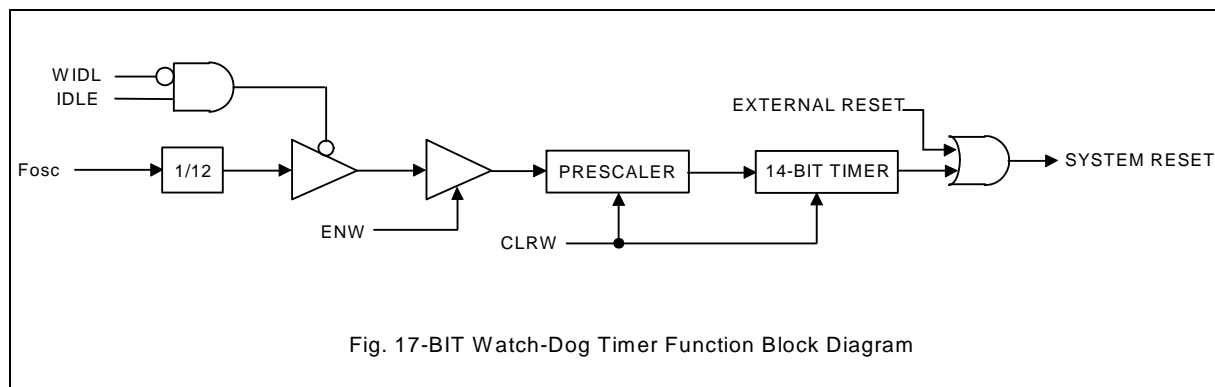 WIDL
IDLE
EXTERNAL RESET
Fosc
1/12
PRESCALER
14-BIT TIMER
SYSTEM RESET
ENW
CLRW
Fig. 17-BIT Watch-Dog Timer Function Block Diagram